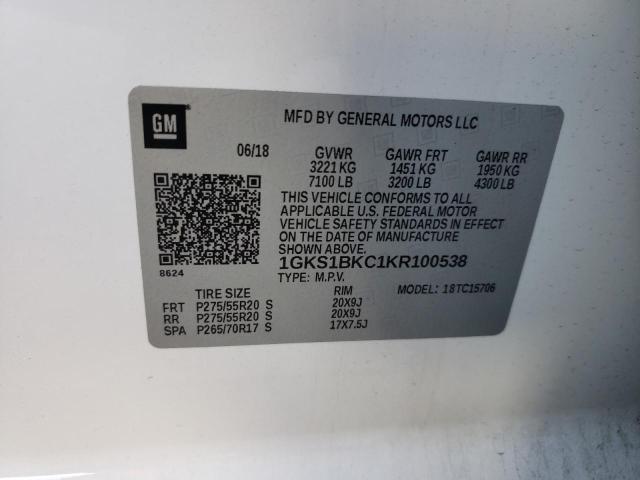 GM
MFD BY GENERAL MOTORS LLC
06/18 GVWR GAWR FRT GAWR RR
3221 KG 1451 KG 1950 KG
7100 LB 3200 LB 4300 LB
THIS VEHICLE CONFORMS TO ALL
APPLICABLE U.S. FEDERAL MOTOR
VEHICLE SAFETY STANDARDS IN EFFECT
ON THE DATE OF MANUFACTURE
SHOWN ABOVE.
8624
1GKS1BKC1KR100538
TYPE: M.P.V. MODEL: 18TC15706
TIRE SIZE RIM
FRT P275/55R20 S 20X9J
RR P275/55R20 S 20X9J
SPA P265/70R17 S 17X7.5J